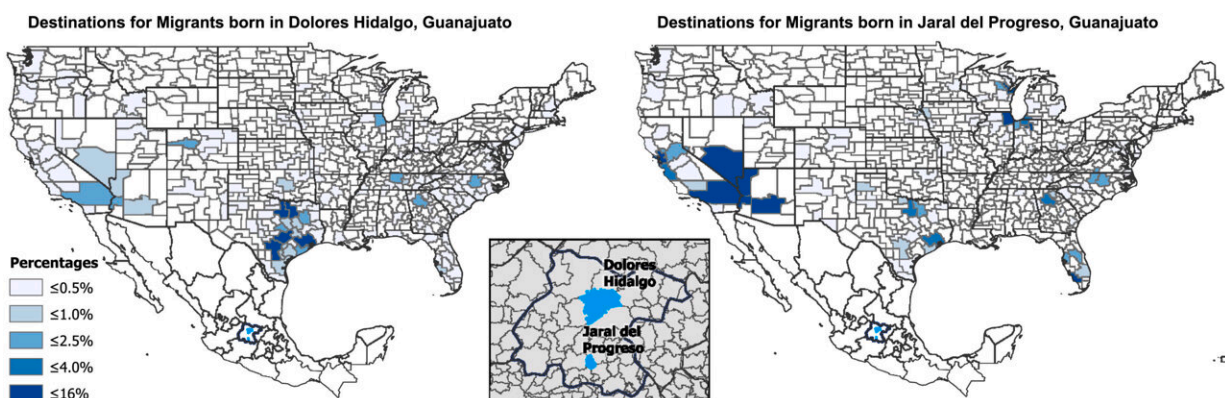 Destinations for Migrants born in Dolores Hidalgo, Guanajuato
Destinations for Migrants born in Jaral del Progreso, Guanajuato
Percentages
≤0.5%
≤1.0%
≤2.5%
≤4.0%
≤16%
Dolores
Hidalgo
Jaral del
Progreso